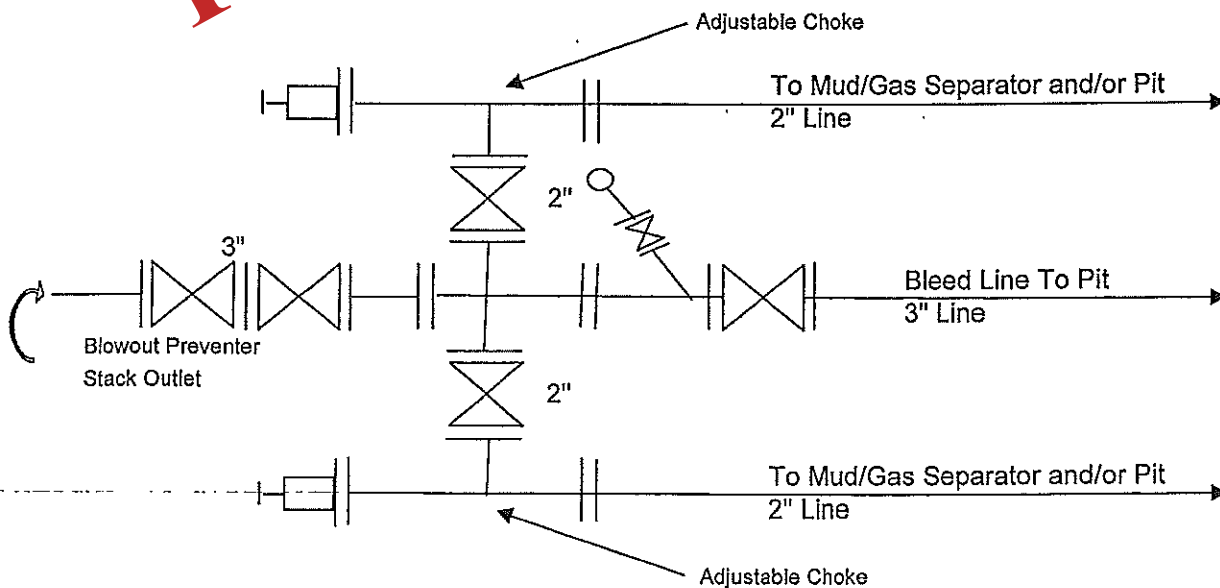 Adjustable Choke
To Mud/Gas Separator and/or Pit
2" Line
2"
3"
Bleed Line To Pit
3" Line
Blowout Preventer
Stack Outlet
2"
To Mud/Gas Separator and/or Pit
2" Line
Adjustable Choke